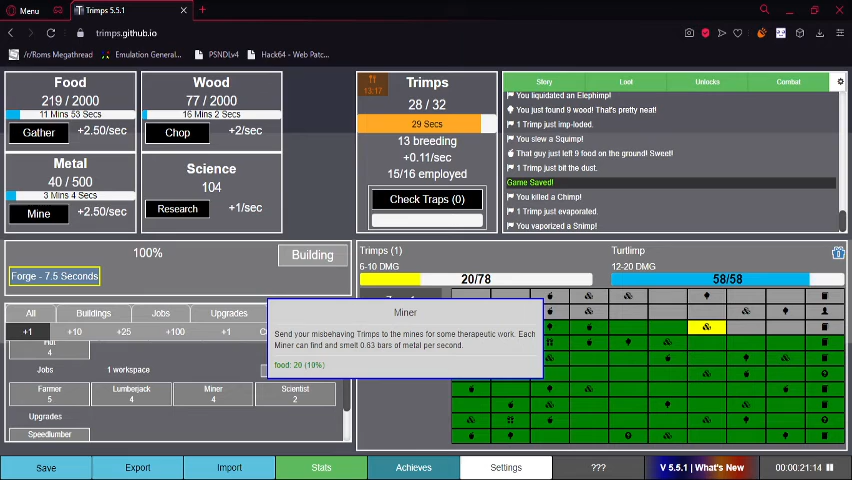 Menu
Trimps 5.5.1
trimps.github.io
/r/Roms Megathread
Emulation General...
PSNDLv4
Hack64 - Web Patc...
Food
219 / 2000
11 Mins 53 Secs
Gather
+2.50/sec
Wood
77 / 2000
16 Mins 2 Secs
Chop
+2/sec
Metal
40 / 500
3 Mins 4 Secs
Mine
+2.50/sec
Science
104
Research
+1/sec
13:17
Trimps
28 / 32
29 Secs
13 breeding
+0.11/sec
15/16 employed
Check Traps (0)
Story
Loot
Unlocks
Combat
You liquidated an Elephimp!
You just found 9 wood! That's pretty neat!
1 Trimp just imp-loded.
You slew a Squimp!
That guy just left 9 food on the ground! Sweet!
1 Trimp just bit the dust.
Game Saved!
You killed a Chimp!
1 Trimp just evaporated.
You vaporized a Snimp!
100%
Building
Forge - 7.5 Seconds
Trimps (1)
6-10 DMG
20/78
Turtlimp
12-20 DMG
58/58
All
Buildings
Jobs
Upgrades
+1
+10
+25
+100
+1
Hut
4
Jobs
1 workspace
Farmer
5
Lumberjack
4
Miner
4
Scientist
2
Upgrades
Speedlumber
Miner
Send your misbehaving Trimps to the mines for some therapeutic work. Each
Miner can find and smelt 0.63 bars of metal per second.
food: 20 (10%)
Save
Export
Import
Stats
Achieves
Settings
???
V 5.5.1 | What's New
00:00:21:14